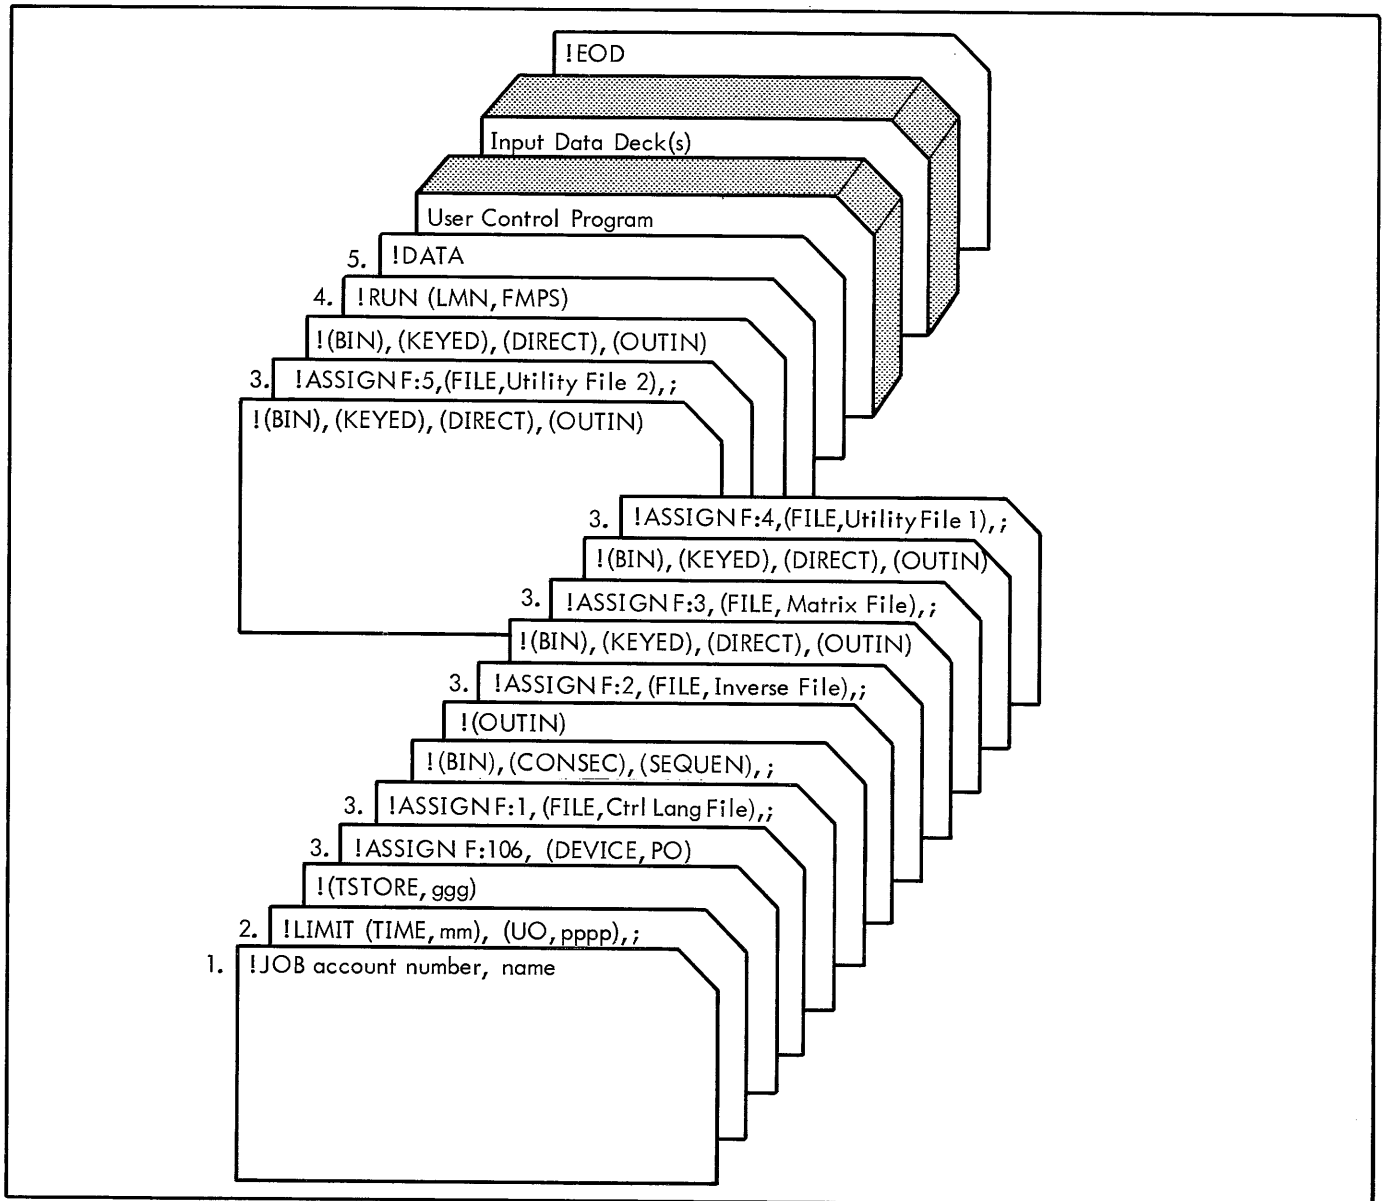 !EOD
Input Data Deck(s)
User Control Program
5. !DATA
4. !RUN (LMN, FMPS)
!(BIN), (KEYED), (DIRECT), (OUTIN)
3. !ASSIGN F:5,(FILE,Utility File 2),;
!(BIN), (KEYED), (DIRECT), (OUTIN)
3. !ASSIGN F:4,(FILE,Utility File 1),;
!(BIN), (KEYED), (DIRECT), (OUTIN)
3. !ASSIGN F:3, (FILE, Matrix File),;
!(BIN), (KEYED), (DIRECT), (OUTIN)
3. !ASSIGN F:2, (FILE, Inverse File),;
!(OUTIN)
!(BIN), (CONSEC), (SEQUEN),;
3. !ASSIGN F:1, (FILE, Ctrl Lang File),;
3. !ASSIGN F:106, (DEVICE, PO)
!(TSTORE, ggg)
2. !LIMIT (TIME, mm), (UO, pppp),;
1. !JOB account number, name